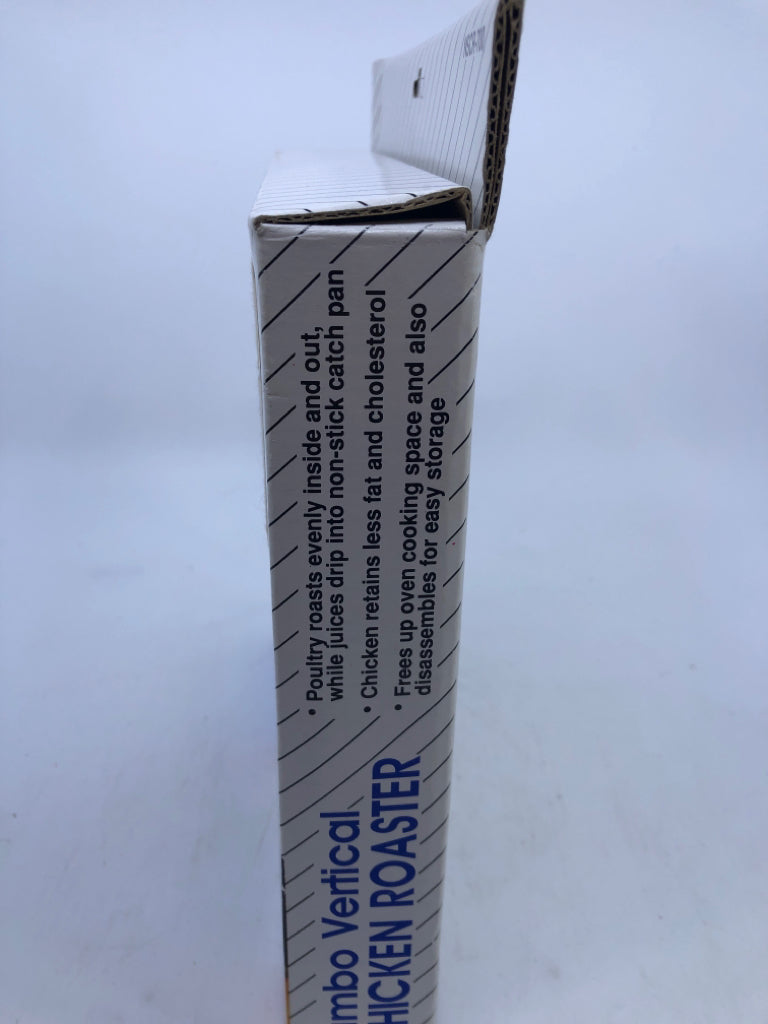 • Poultry roasts evenly inside and out,
while juices drip into non-stick catch pan
• Chicken retains less fat and cholesterol
• Frees up oven cooking space and also
disassembles for easy storage
mbo Vertical
HICKEN ROASTER